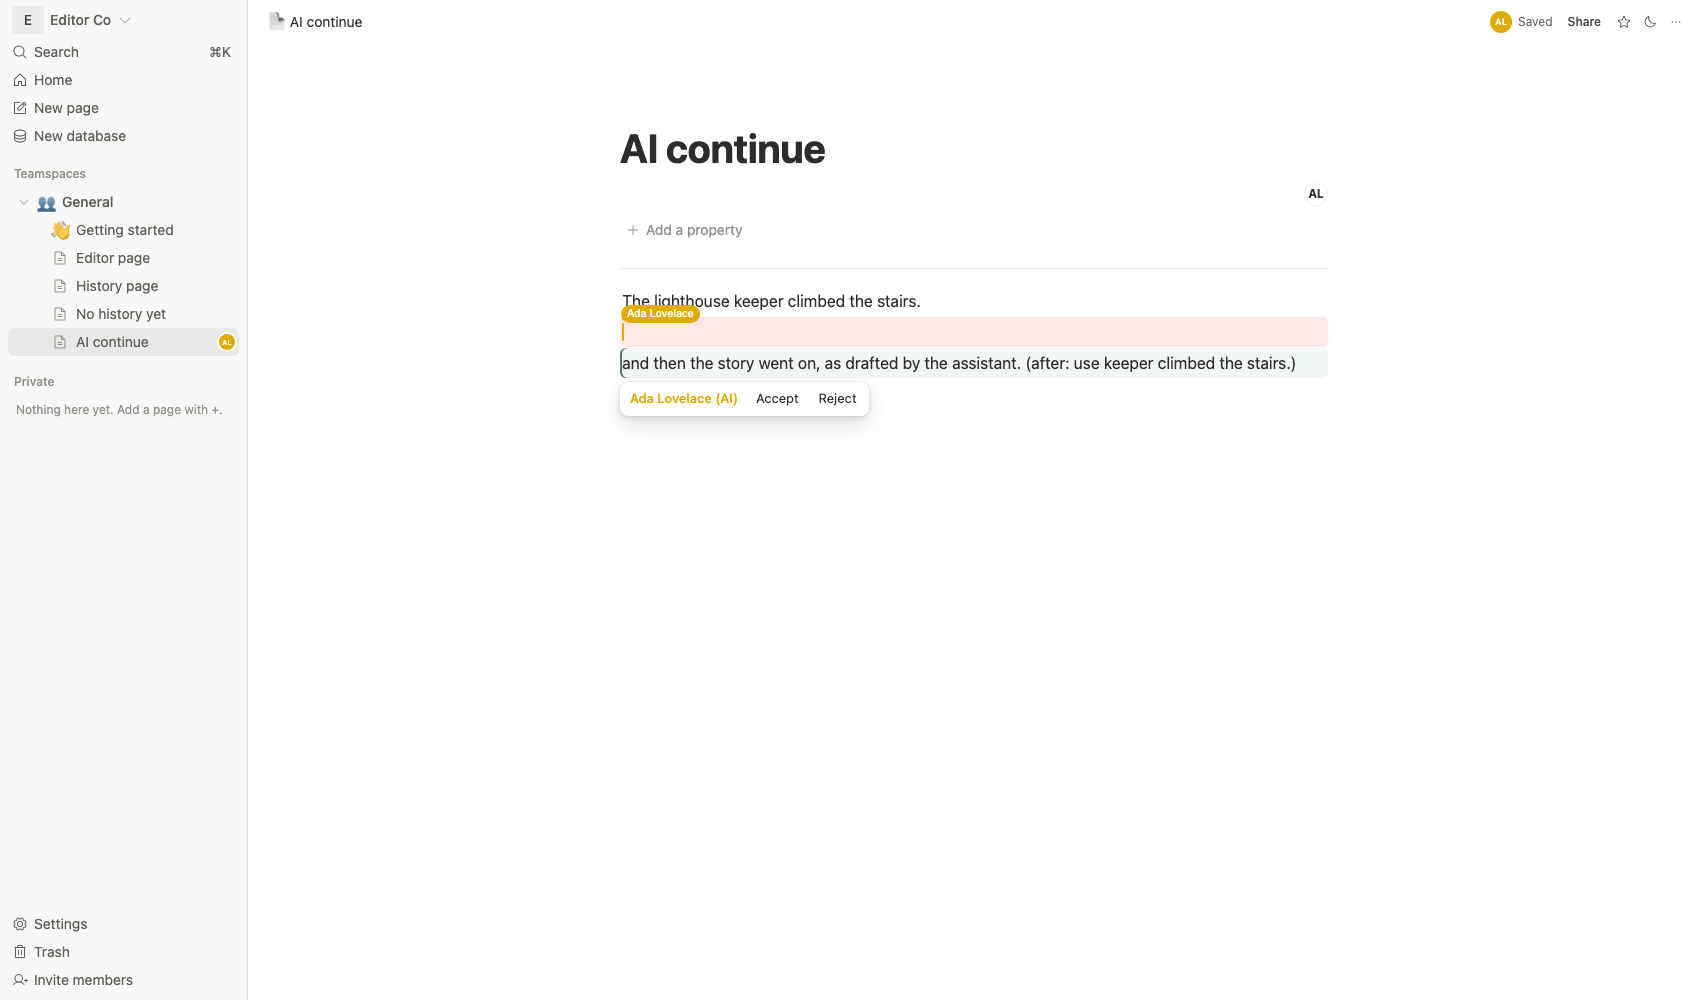 E Editor Co
Search ⌘K
Home
New page
New database
Teamspaces
General
Getting started
Editor page
History page
No history yet
AI continue AL
Private
Nothing here yet. Add a page with +.
Settings
Trash
Invite members
AI continue
AL Saved Share ···
AI continue
AL
Add a property
The lighthouse keeper climbed the stairs.
Ada Lovelace
and then the story went on, as drafted by the assistant. (after: use keeper climbed the stairs.)
Ada Lovelace (AI) Accept Reject